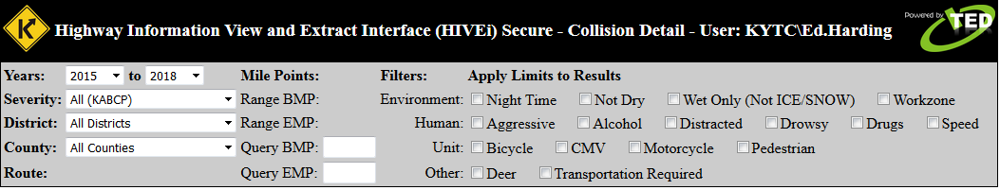 K
Highway Information View and Extract Interface (HIVEi) Secure - Collision Detail - User: KYTC\Ed.Harding
Powered by
TED
Years: 2015 to 2018 Mile Points: Filters: Apply Limits to Results
Severity: All (KABCP) Range BMP: Environment: Night Time Not Dry Wet Only (Not ICE/SNOW) Workzone
District: All Districts Range EMP: Human: Aggressive Alcohol Distracted Drowsy Drugs Speed
County: All Counties Query BMP: Unit: Bicycle CMV Motorcycle Pedestrian
Route: Query EMP: Other: Deer Transportation Required